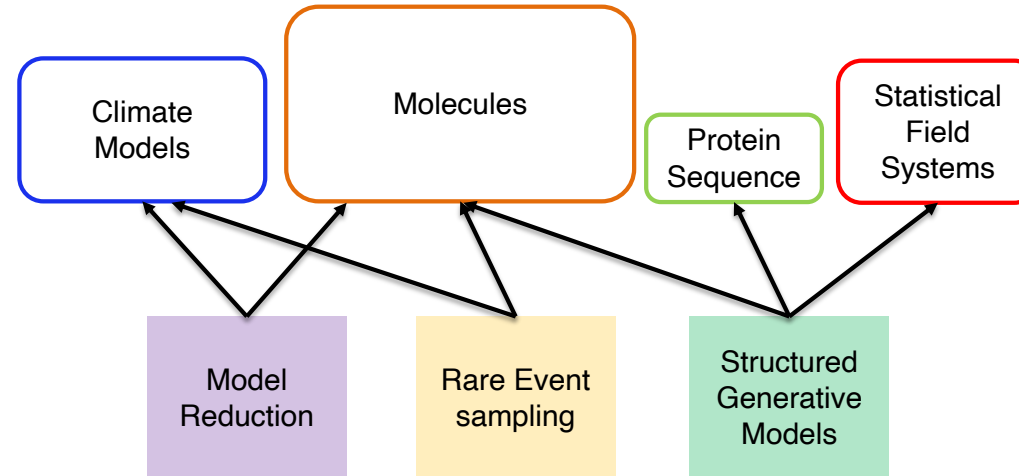 Climate
Models
Molecules
Protein
Sequence
Statistical
Field
Systems
Model
Reduction
Rare Event
sampling
Structured
Generative
Models